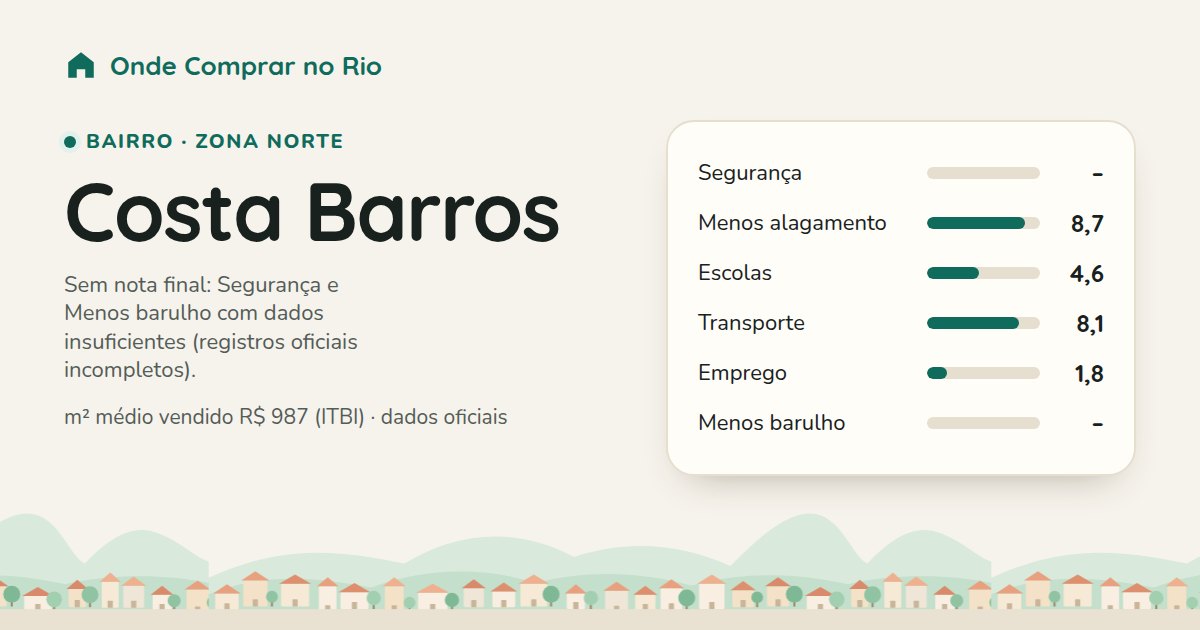 Onde Comprar no Rio
BAIRRO · ZONA NORTE
Costa Barros
Sem nota final: Segurança e
Menos barulho com dados
insuficientes (registros oficiais
incompletos).
m² médio vendido R$ 987 (ITBI) · dados oficiais
Segurança –
Menos alagamento 8,7
Escolas 4,6
Transporte 8,1
Emprego 1,8
Menos barulho –